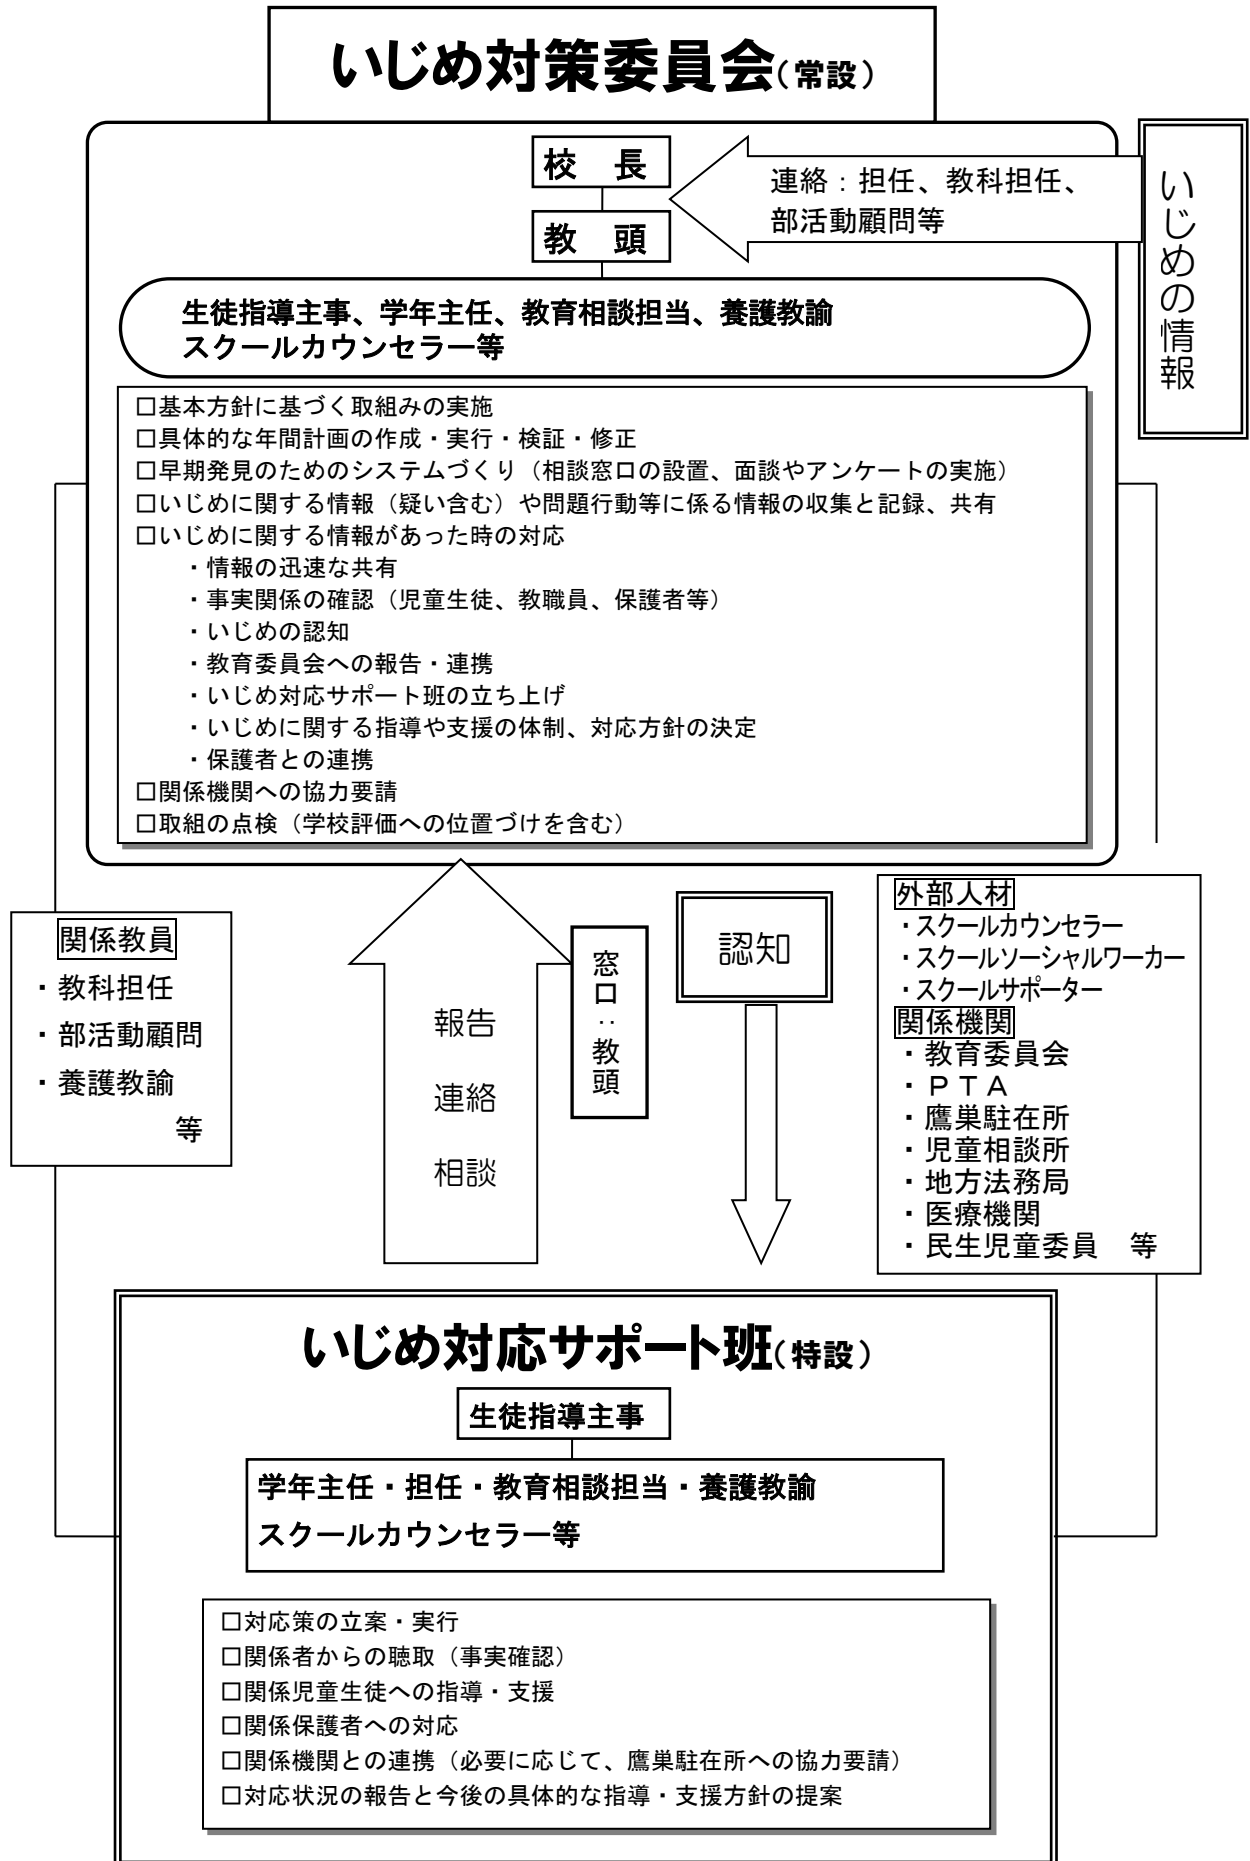 いじめ対策委員会（常設）
校　長
教　頭
連絡：担任、教科担任、
部活動顧問等
いじめの情報
生徒指導主事、学年主任、教育相談担当、養護教諭
スクールカウンセラー等
□基本方針に基づく取組みの実施
□具体的な年間計画の作成・実行・検証・修正
□早期発見のためのシステムづくり（相談窓口の設置、面談やアンケートの実施）
□いじめに関する情報（疑い含む）や問題行動等に係る情報の収集と記録、共有
□いじめに関する情報があった時の対応
・情報の迅速な共有
・事実関係の確認（児童生徒、教職員、保護者等）
・いじめの認知
・教育委員会への報告・連携
・いじめ対応サポート班の立ち上げ
・いじめに関する指導や支援の体制、対応方針の決定
・保護者との連携
□関係機関への協力要請
□取組の点検（学校評価への位置づけを含む）
関係教員
・教科担任
・部活動顧問
・養護教諭
等
報告
連絡
相談
窓口：教頭
認知
外部人材
・スクールカウンセラー
・スクールソーシャルワーカー
・スクールサポーター
関係機関
・教育委員会
・ＰＴＡ
・鷹巣駐在所
・児童相談所
・地方法務局
・医療機関
・民生児童委員　等
いじめ対応サポート班（特設）
生徒指導主事
学年主任・担任・教育相談担当・養護教諭
スクールカウンセラー等
□対応策の立案・実行
□関係者からの聴取（事実確認）
□関係児童生徒への指導・支援
□関係保護者への対応
□関係機関との連携（必要に応じて、鷹巣駐在所への協力要請）
□対応状況の報告と今後の具体的な指導・支援方針の提案